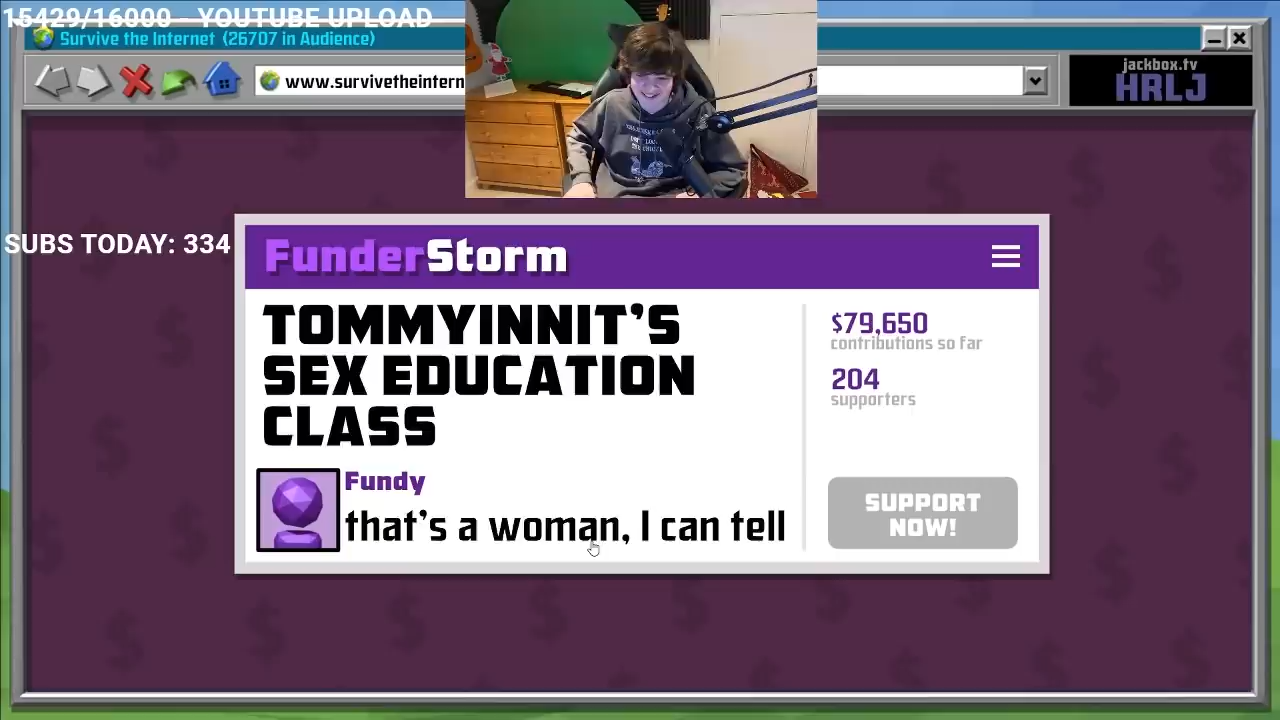 15429/16000 - YOUTUBE UPLOAD
Survive the Internet (26707 in Audience)
www.survivetheintern
jackbox.tv
HRLJ
SUBS TODAY: 334
FunderStorm
TOMMYINNIT'S
SEX EDUCATION
CLASS
$79,650
contributions so far
204
supporters
Fundy
that's a woman, I can tell
SUPPORT
NOW!